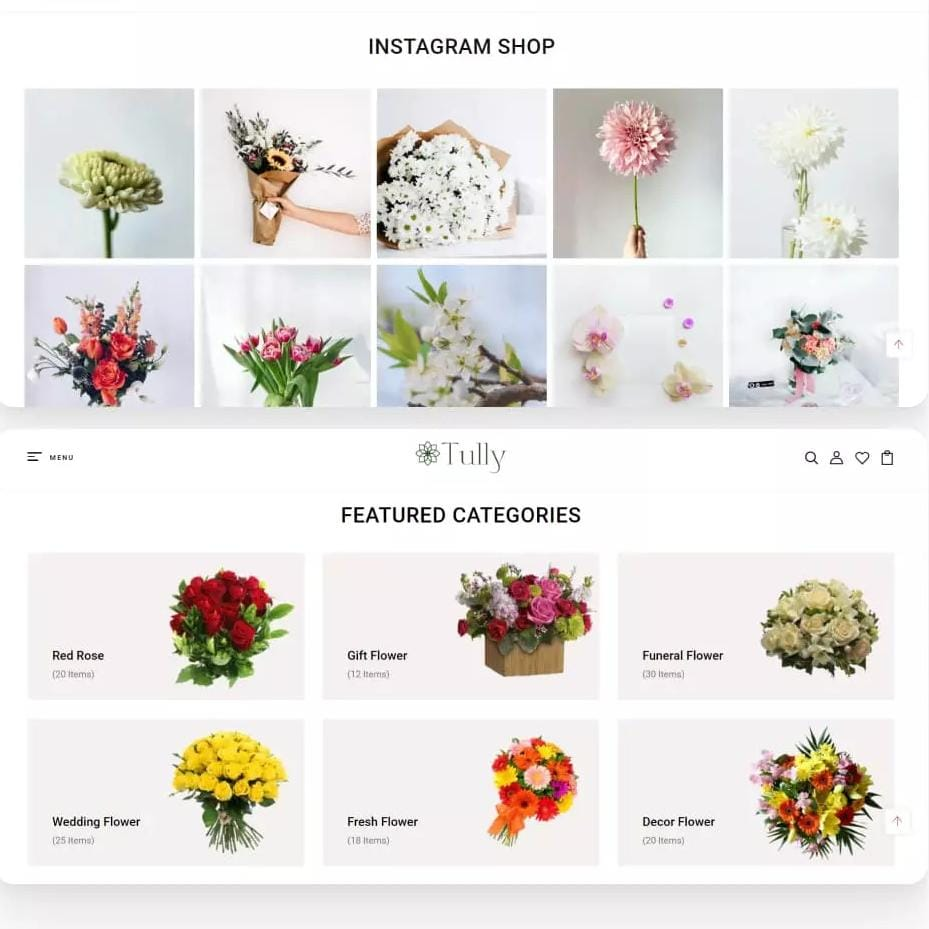 INSTAGRAM SHOP
MENU
Tully
FEATURED CATEGORIES
Red Rose
(20 Items)
Gift Flower
(12 Items)
Funeral Flower
(30 Items)
Wedding Flower
(25 Items)
Fresh Flower
(18 Items)
Decor Flower
(20 Items)